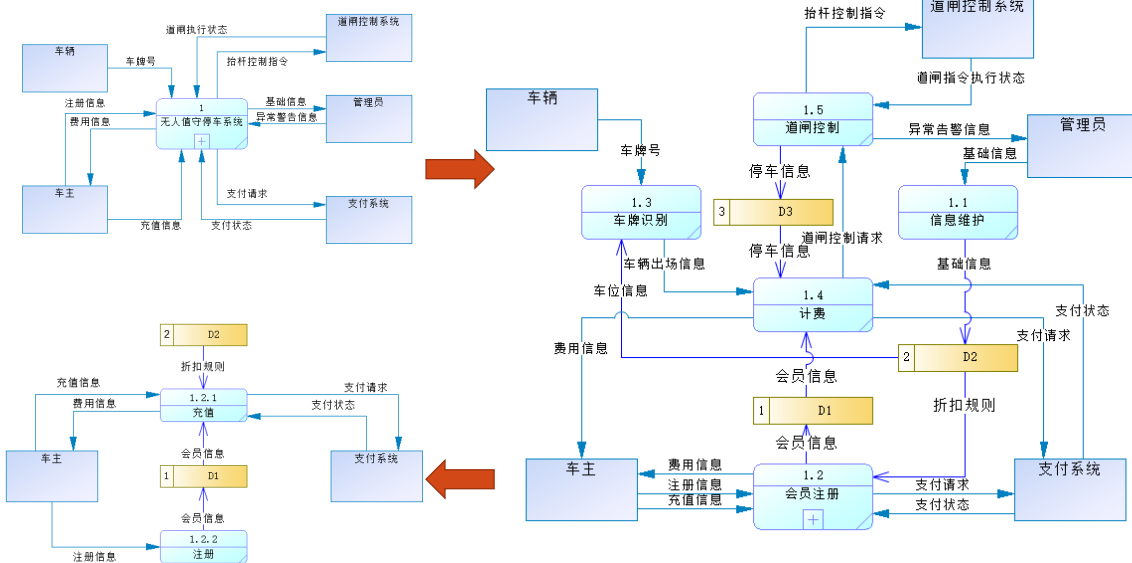 道闸控制系统
道闸执行状态
车辆
车牌号
抬杆控制指令
注册信息
费用信息
1
无人值守停车系统
基础信息
异常警告信息
管理员
车主
充值信息
支付请求
支付状态
支付系统
道闸控制系统
抬杆控制指令
道闸指令执行状态
车辆
1.5
道闸控制
管理员
异常告警信息
基础信息
车牌号
停车信息
1.3
车牌识别
3
D3
1.1
信息维护
道闸控制请求
停车信息
车辆出场信息
基础信息
车位信息
1.4
计费
支付状态
费用信息
支付请求
2
D2
会员信息
折扣规则
1
D1
会员信息
车主
费用信息
注册信息
充值信息
1.2
会员注册
支付请求
支付状态
支付系统
2
D2
折扣规则
充值信息
费用信息
1.2.1
充值
支付请求
支付状态
会员信息
车主
1
D1
支付系统
会员信息
1.2.2
注册
注册信息